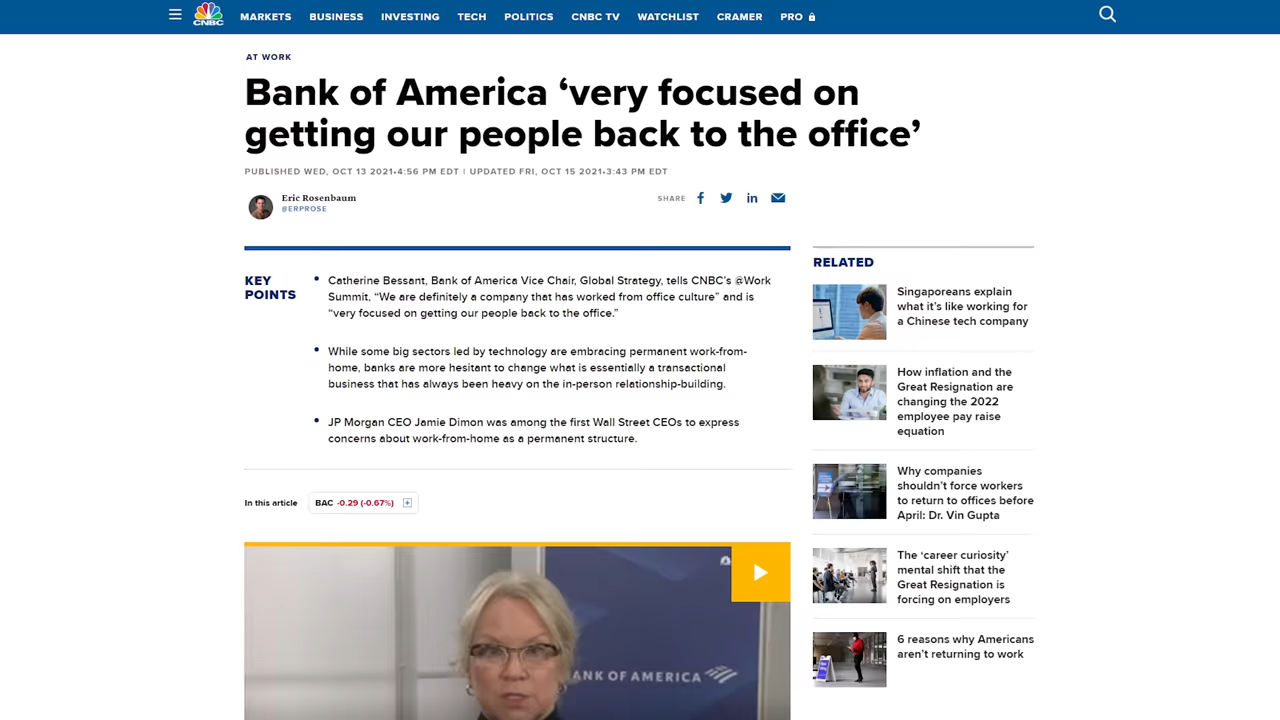 CNBC
MARKETS BUSINESS INVESTING TECH POLITICS CNBC TV WATCHLIST CRAMER PRO
AT WORK
Bank of America ‘very focused on
getting our people back to the office’
PUBLISHED WED, OCT 13 2021•4:56 PM EDT | UPDATED FRI, OCT 15 2021•3:43 PM EDT
Eric Rosenbaum
@ERPROSE
SHARE
KEY
POINTS
Catherine Bessant, Bank of America Vice Chair, Global Strategy, tells CNBC’s @Work
Summit, “We are definitely a company that has worked from office culture” and is
“very focused on getting our people back to the office.”
While some big sectors led by technology are embracing permanent work-from-
home, banks are more hesitant to change what is essentially a transactional
business that has always been heavy on the in-person relationship-building.
JP Morgan CEO Jamie Dimon was among the first Wall Street CEOs to express
concerns about work-from-home as a permanent structure.
In this article
BAC -0.29 (-0.67%)
BANK OF AMERICA
RELATED
Singaporeans explain
what it’s like working for
a Chinese tech company
How inflation and the
Great Resignation are
changing the 2022
employee pay raise
equation
Why companies
shouldn’t force workers
to return to offices before
April: Dr. Vin Gupta
The ‘career curiosity’
mental shift that the
Great Resignation is
forcing on employers
6 reasons why Americans
aren’t returning to work